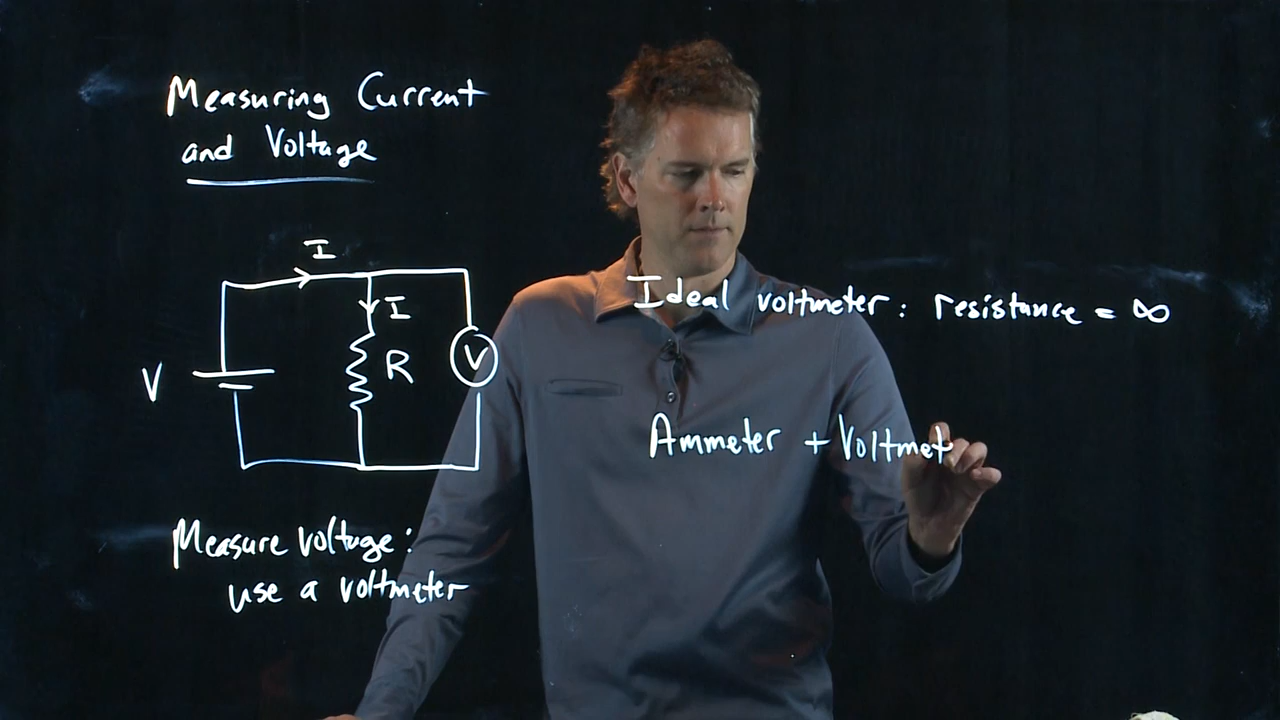 Measuring Current
and Voltage
I
I
V
R
V
Ideal voltmeter: resistance = ∞
Ammeter + Voltmet
Measure voltage:
use a voltmeter